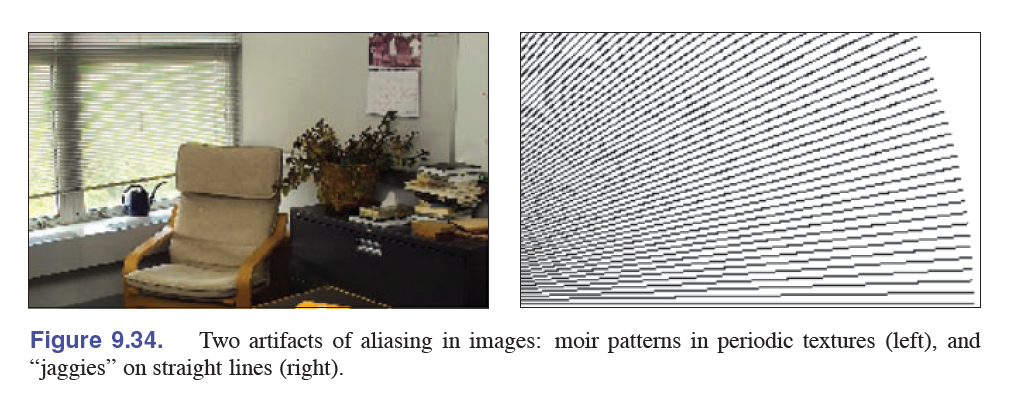 Figure 9.34. Two artifacts of aliasing in images: moir patterns in periodic textures (left), and
“jaggies” on straight lines (right).